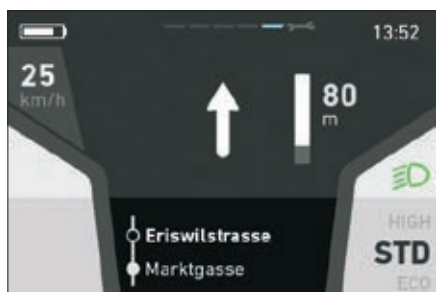 13:52
25
km/h
80
m
HIGH
STD
ECO
Eriswilstrasse
Marktgasse